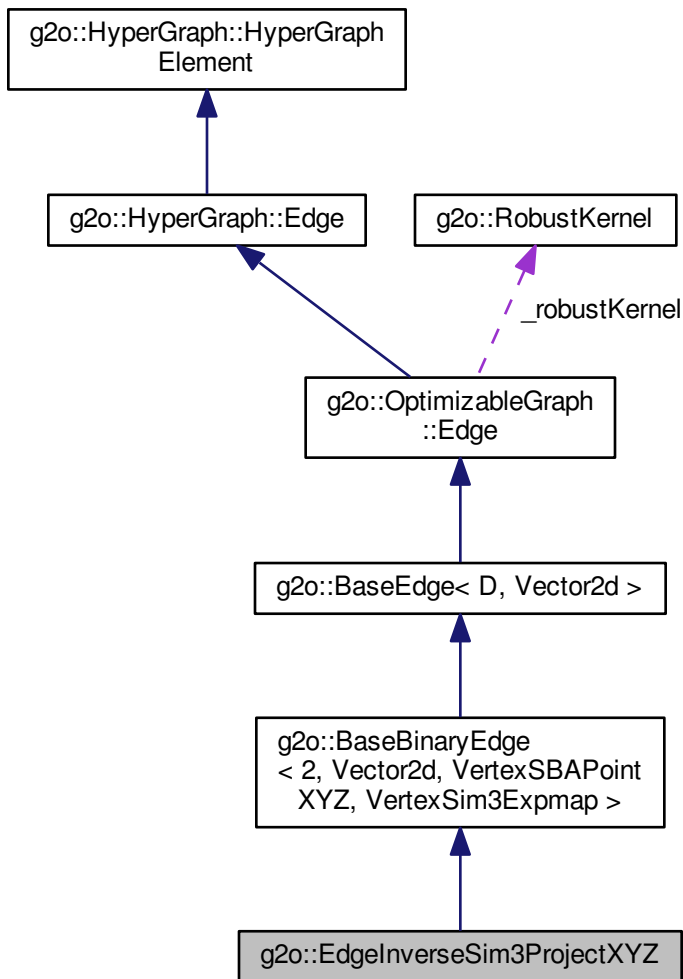 g2o::HyperGraph::HyperGraph
Element
g2o::HyperGraph::Edge
g2o::RobustKernel
_robustKernel
g2o::OptimizableGraph
::Edge
g2o::BaseEdge< D, Vector2d >
g2o::BaseBinaryEdge
< 2, Vector2d, VertexSBAPoint
XYZ, VertexSim3Expmap >
g2o::EdgeInverseSim3ProjectXYZ